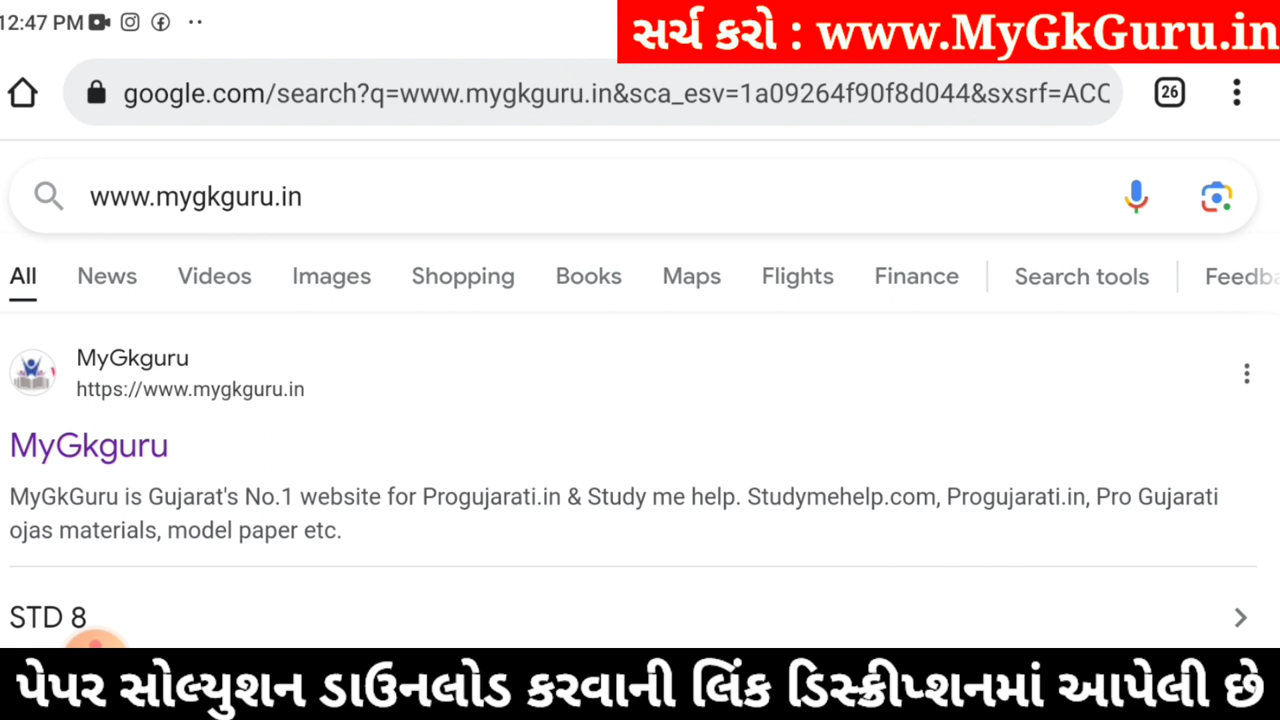 12:47 PM
સર્ચ કરો : www.MyGkGuru.in
google.com/search?q=www.mygkguru.in&sca_esv=1a09264f90f8d044&sxsrf=ACC
26
www.mygkguru.in
All News Videos Images Shopping Books Maps Flights Finance Search tools Feedba
MyGkguru
https://www.mygkguru.in
MyGkguru
MyGkGuru is Gujarat's No.1 website for Progujarati.in & Study me help. Studymehelp.com, Progujarati.in, Pro Gujarati
ojas materials, model paper etc.
STD 8
પેપર સોલ્યુશન ડાઉનલોડ કરવાની લિંક ડિસ્ક્રીપ્શનમાં આપેલી છે